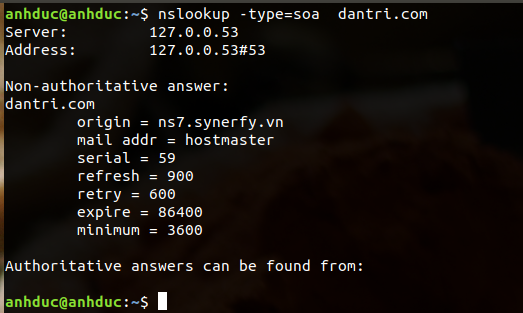 anhduc@anhduc:~$ nslookup -type=soa  dantri.com
Server:         127.0.0.53
Address:        127.0.0.53#53

Non-authoritative answer:
dantri.com
        origin = ns7.synerfy.vn
        mail addr = hostmaster
        serial = 59
        refresh = 900
        retry = 600
        expire = 86400
        minimum = 3600

Authoritative answers can be found from:

anhduc@anhduc:~$